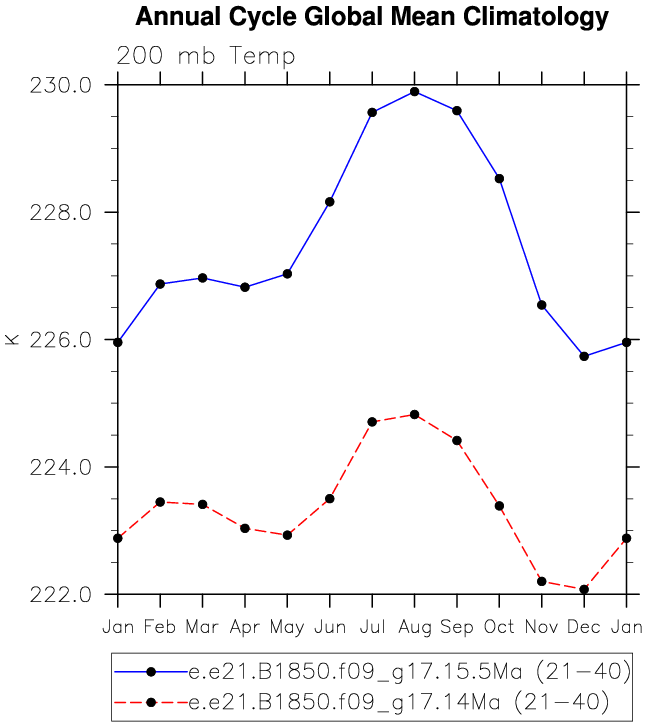 Annual Cycle Global Mean Climatology
200 mb Temp
230.0
228.0
K
226.0
224.0
222.0
Jan Feb Mar Apr May Jun Jul Aug Sep Oct Nov Dec Jan
e.e21.B1850.f09_g17.15.5Ma (21-40)
e.e21.B1850.f09_g17.14Ma (21-40)